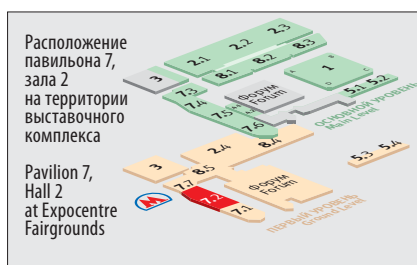 Расположение
павильона 7,
зала 2
на территории
выставочного
комплекса
Pavilion 7,
Hall 2
at Expocentre
Fairgrounds
2.1
2.2
2.3
3
8.1
8.2
8.3
1
A
B
C
7.3
7.4
7.5
7.6
Форум
Forum
5.1
5.2
ОСНОВНОЙ УРОВЕНЬ
Main Level
3
2.4
8.4
8.5
7.7
7.2
7.1
Форум
Forum
5.3
5.4
ПЕРВЫЙ УРОВЕНЬ
Ground Level
М